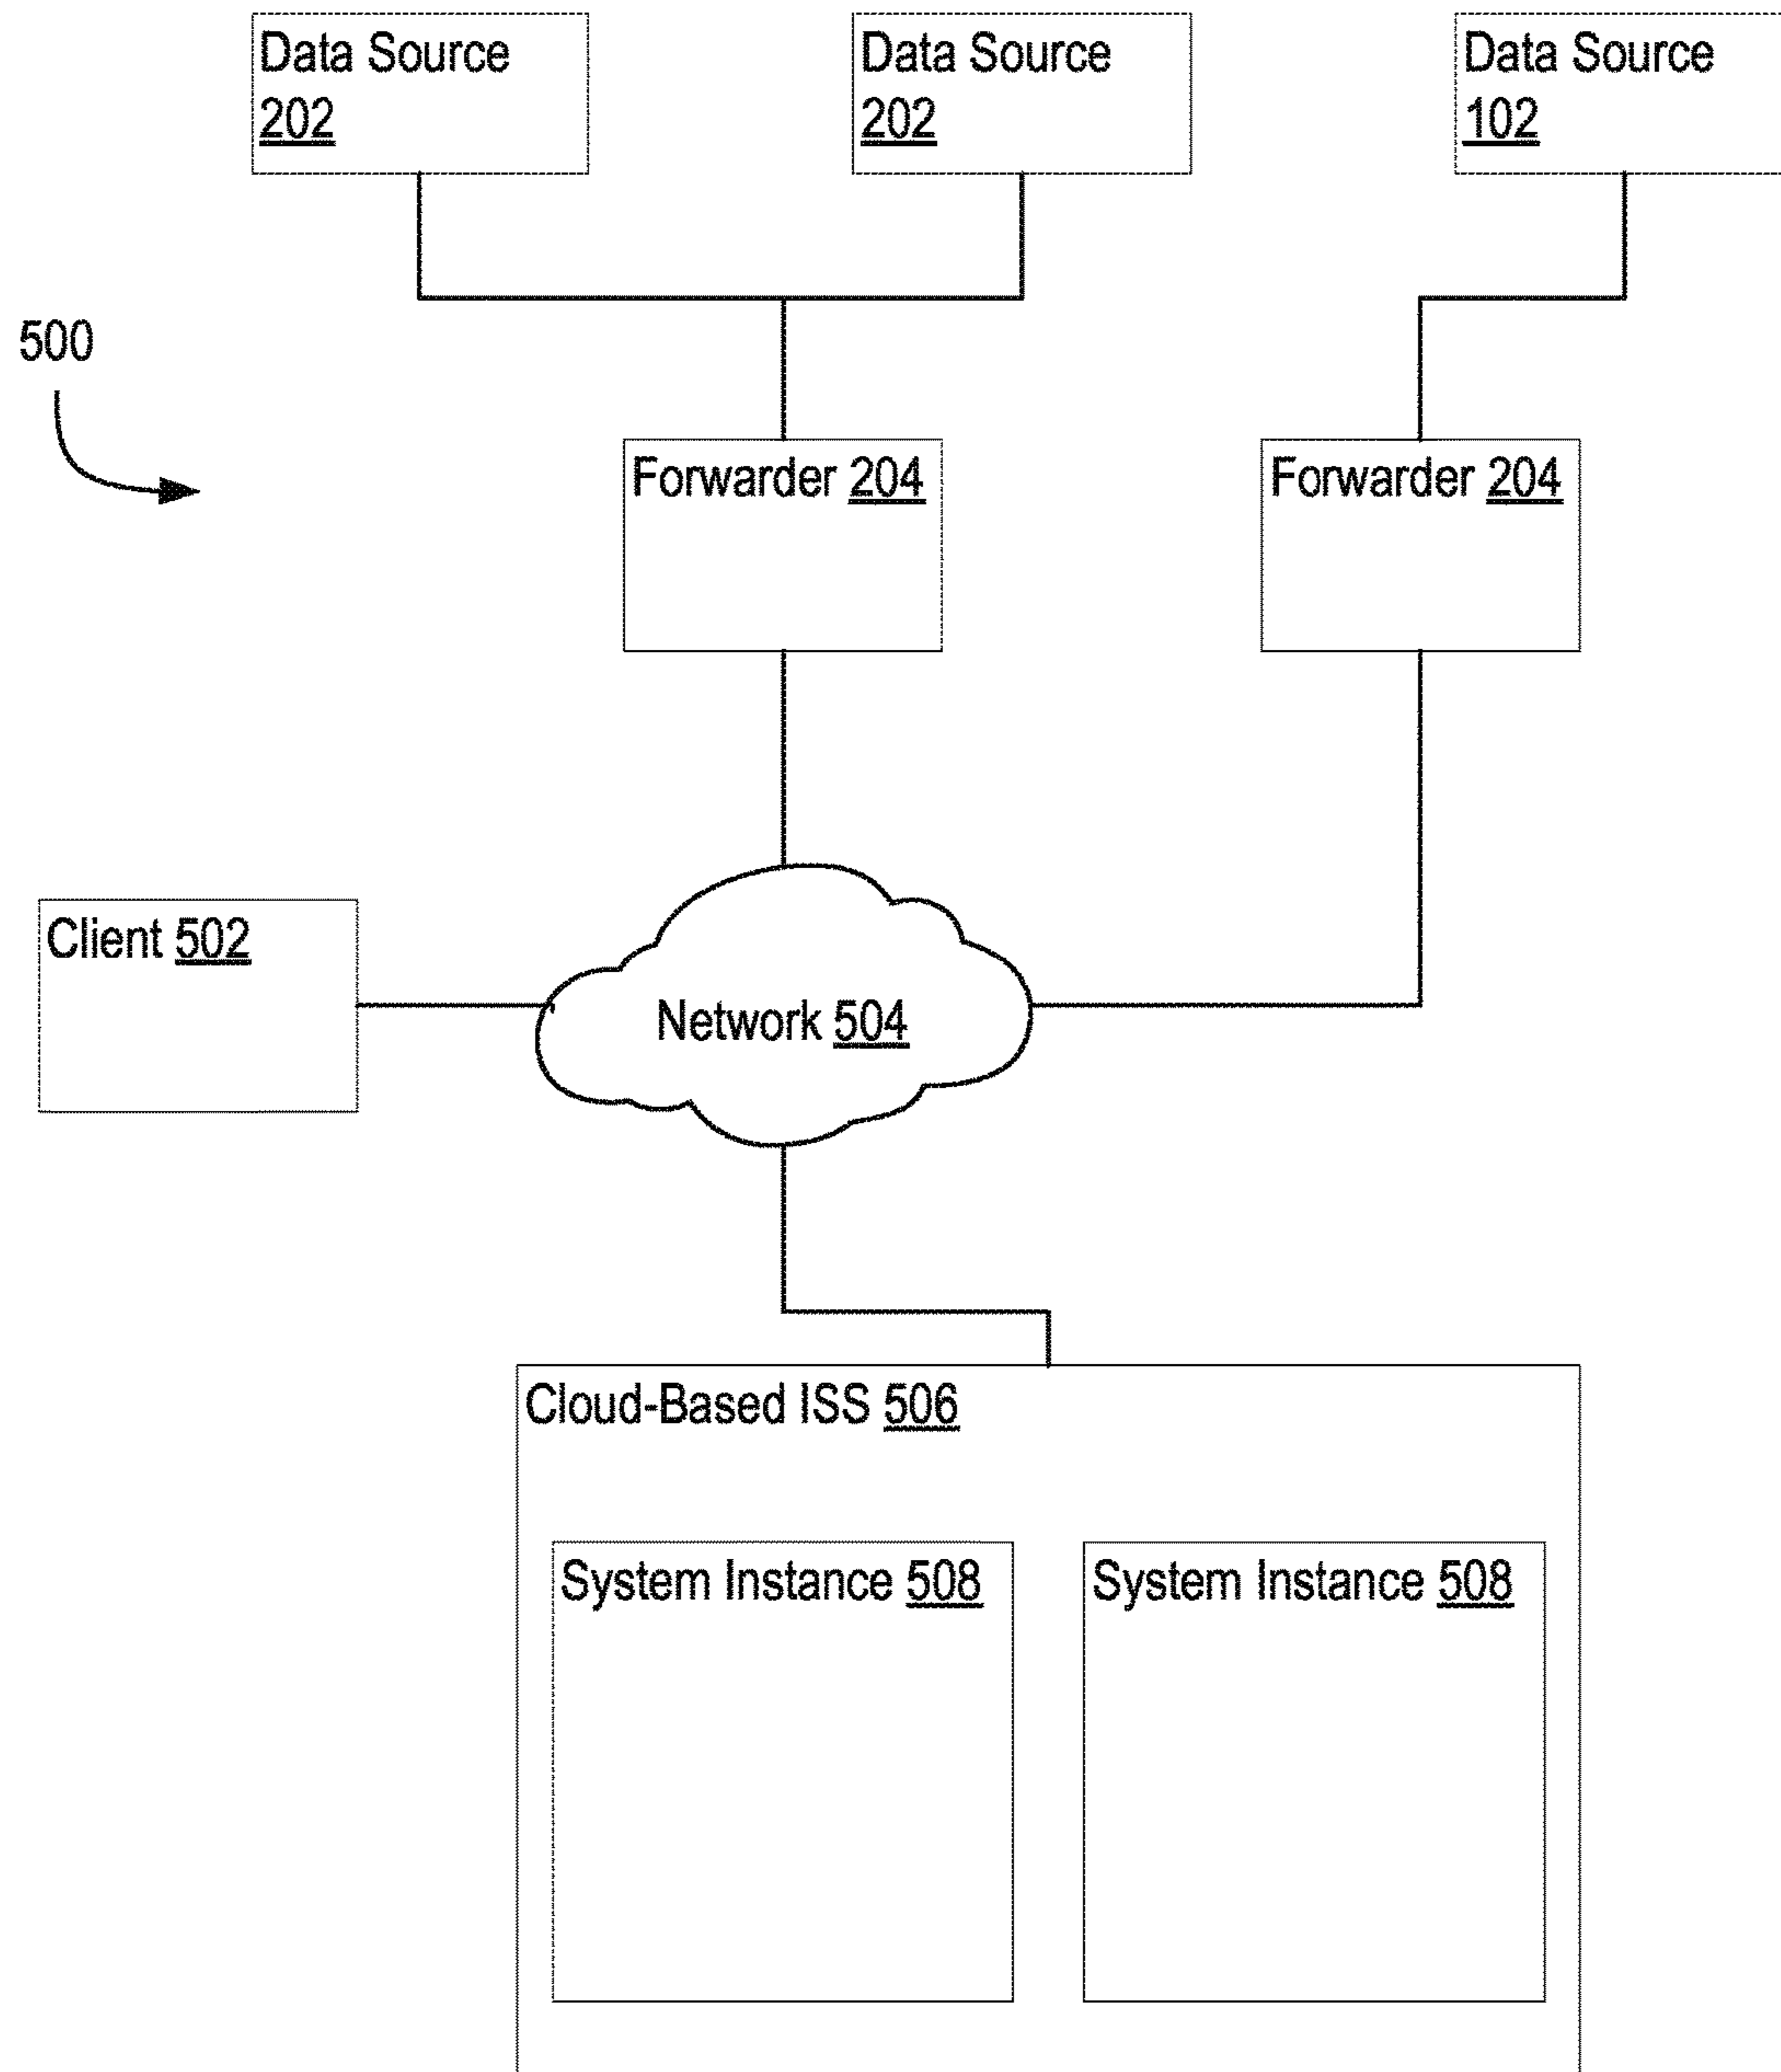 Data Source
202
Data Source
202
Data Source
102
500
Forwarder 204
Forwarder 204
Client 502
Network 504
Cloud-Based ISS 506
System Instance 508
System Instance 508